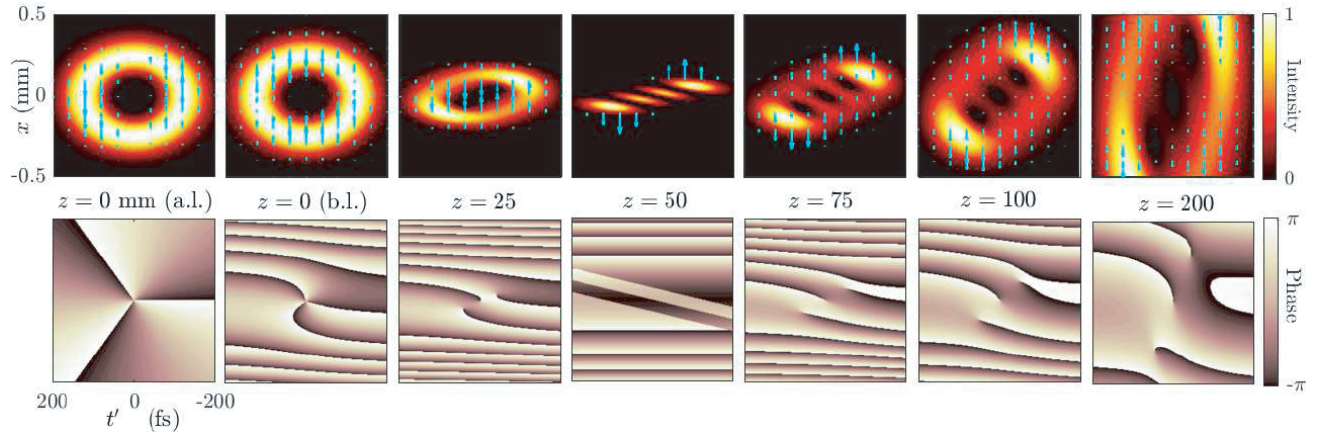 0.5
0
-0.5
x (mm)
1
0
Intensity
z = 0 mm (a.l.)
z = 0 (b.l.)
z = 25
z = 50
z = 75
z = 100
z = 200
π
-π
Phase
200
0
-200
t′ (fs)